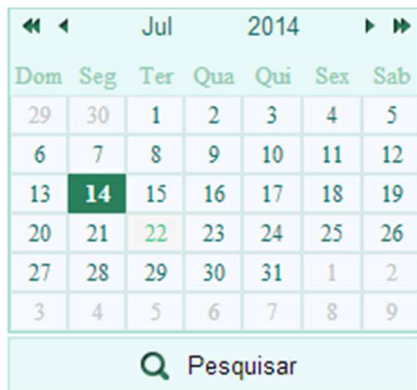 Jul 2014
Dom Seg Ter Qua Qui Sex Sab
29 30 1 2 3 4 5
6 7 8 9 10 11 12
13 14 15 16 17 18 19
20 21 22 23 24 25 26
27 28 29 30 31 1 2
3 4 5 6 7 8 9
Pesquisar